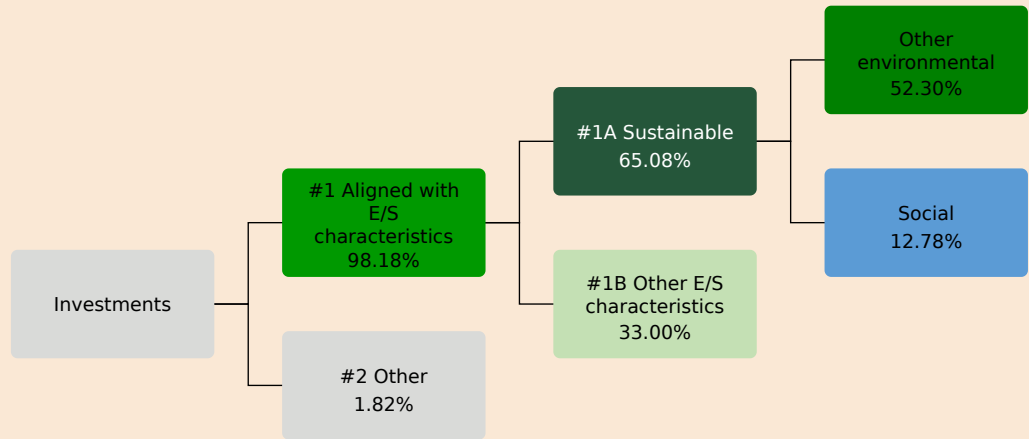 Investments
#1 Aligned with
E/S
characteristics
98.18%
#2 Other
1.82%
#1A Sustainable
65.08%
#1B Other E/S
characteristics
33.00%
Other
environmental
52.30%
Social
12.78%